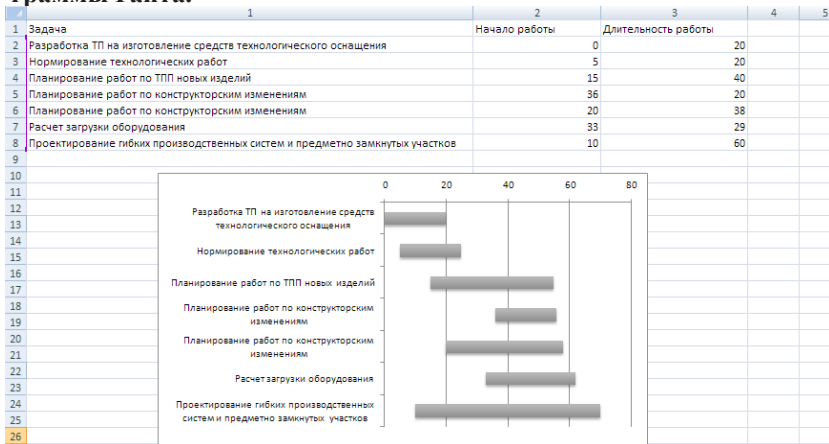 граммы Ганта.
1 2 3 4 5
1 Задача Начало работы Длительность работы
2 Разработка ТП на изготовление средств технологического оснащения 0 20
3 Нормирование технологических работ 5 20
4 Планирование работ по ТПП новых изделий 15 40
5 Планирование работ по конструкторским изменениям 36 20
6 Планирование работ по конструкторским изменениям 20 38
7 Расчет загрузки оборудования 33 29
8 Проектирование гибких производственных систем и предметно замкнутых участков 10 60
9
10
11
12
13
14
15
16
17
18
19
20
21
22
23
24
25
26
0 20 40 60 80
Разработка ТП на изготовление средств
технологического оснащения
Нормирование технологических работ
Планирование работ по ТПП новых изделий
Планирование работ по конструкторским
изменениям
Планирование работ по конструкторским
изменениям
Расчет загрузки оборудования
Проектирование гибких производственных
систем и предметно замкнутых участков